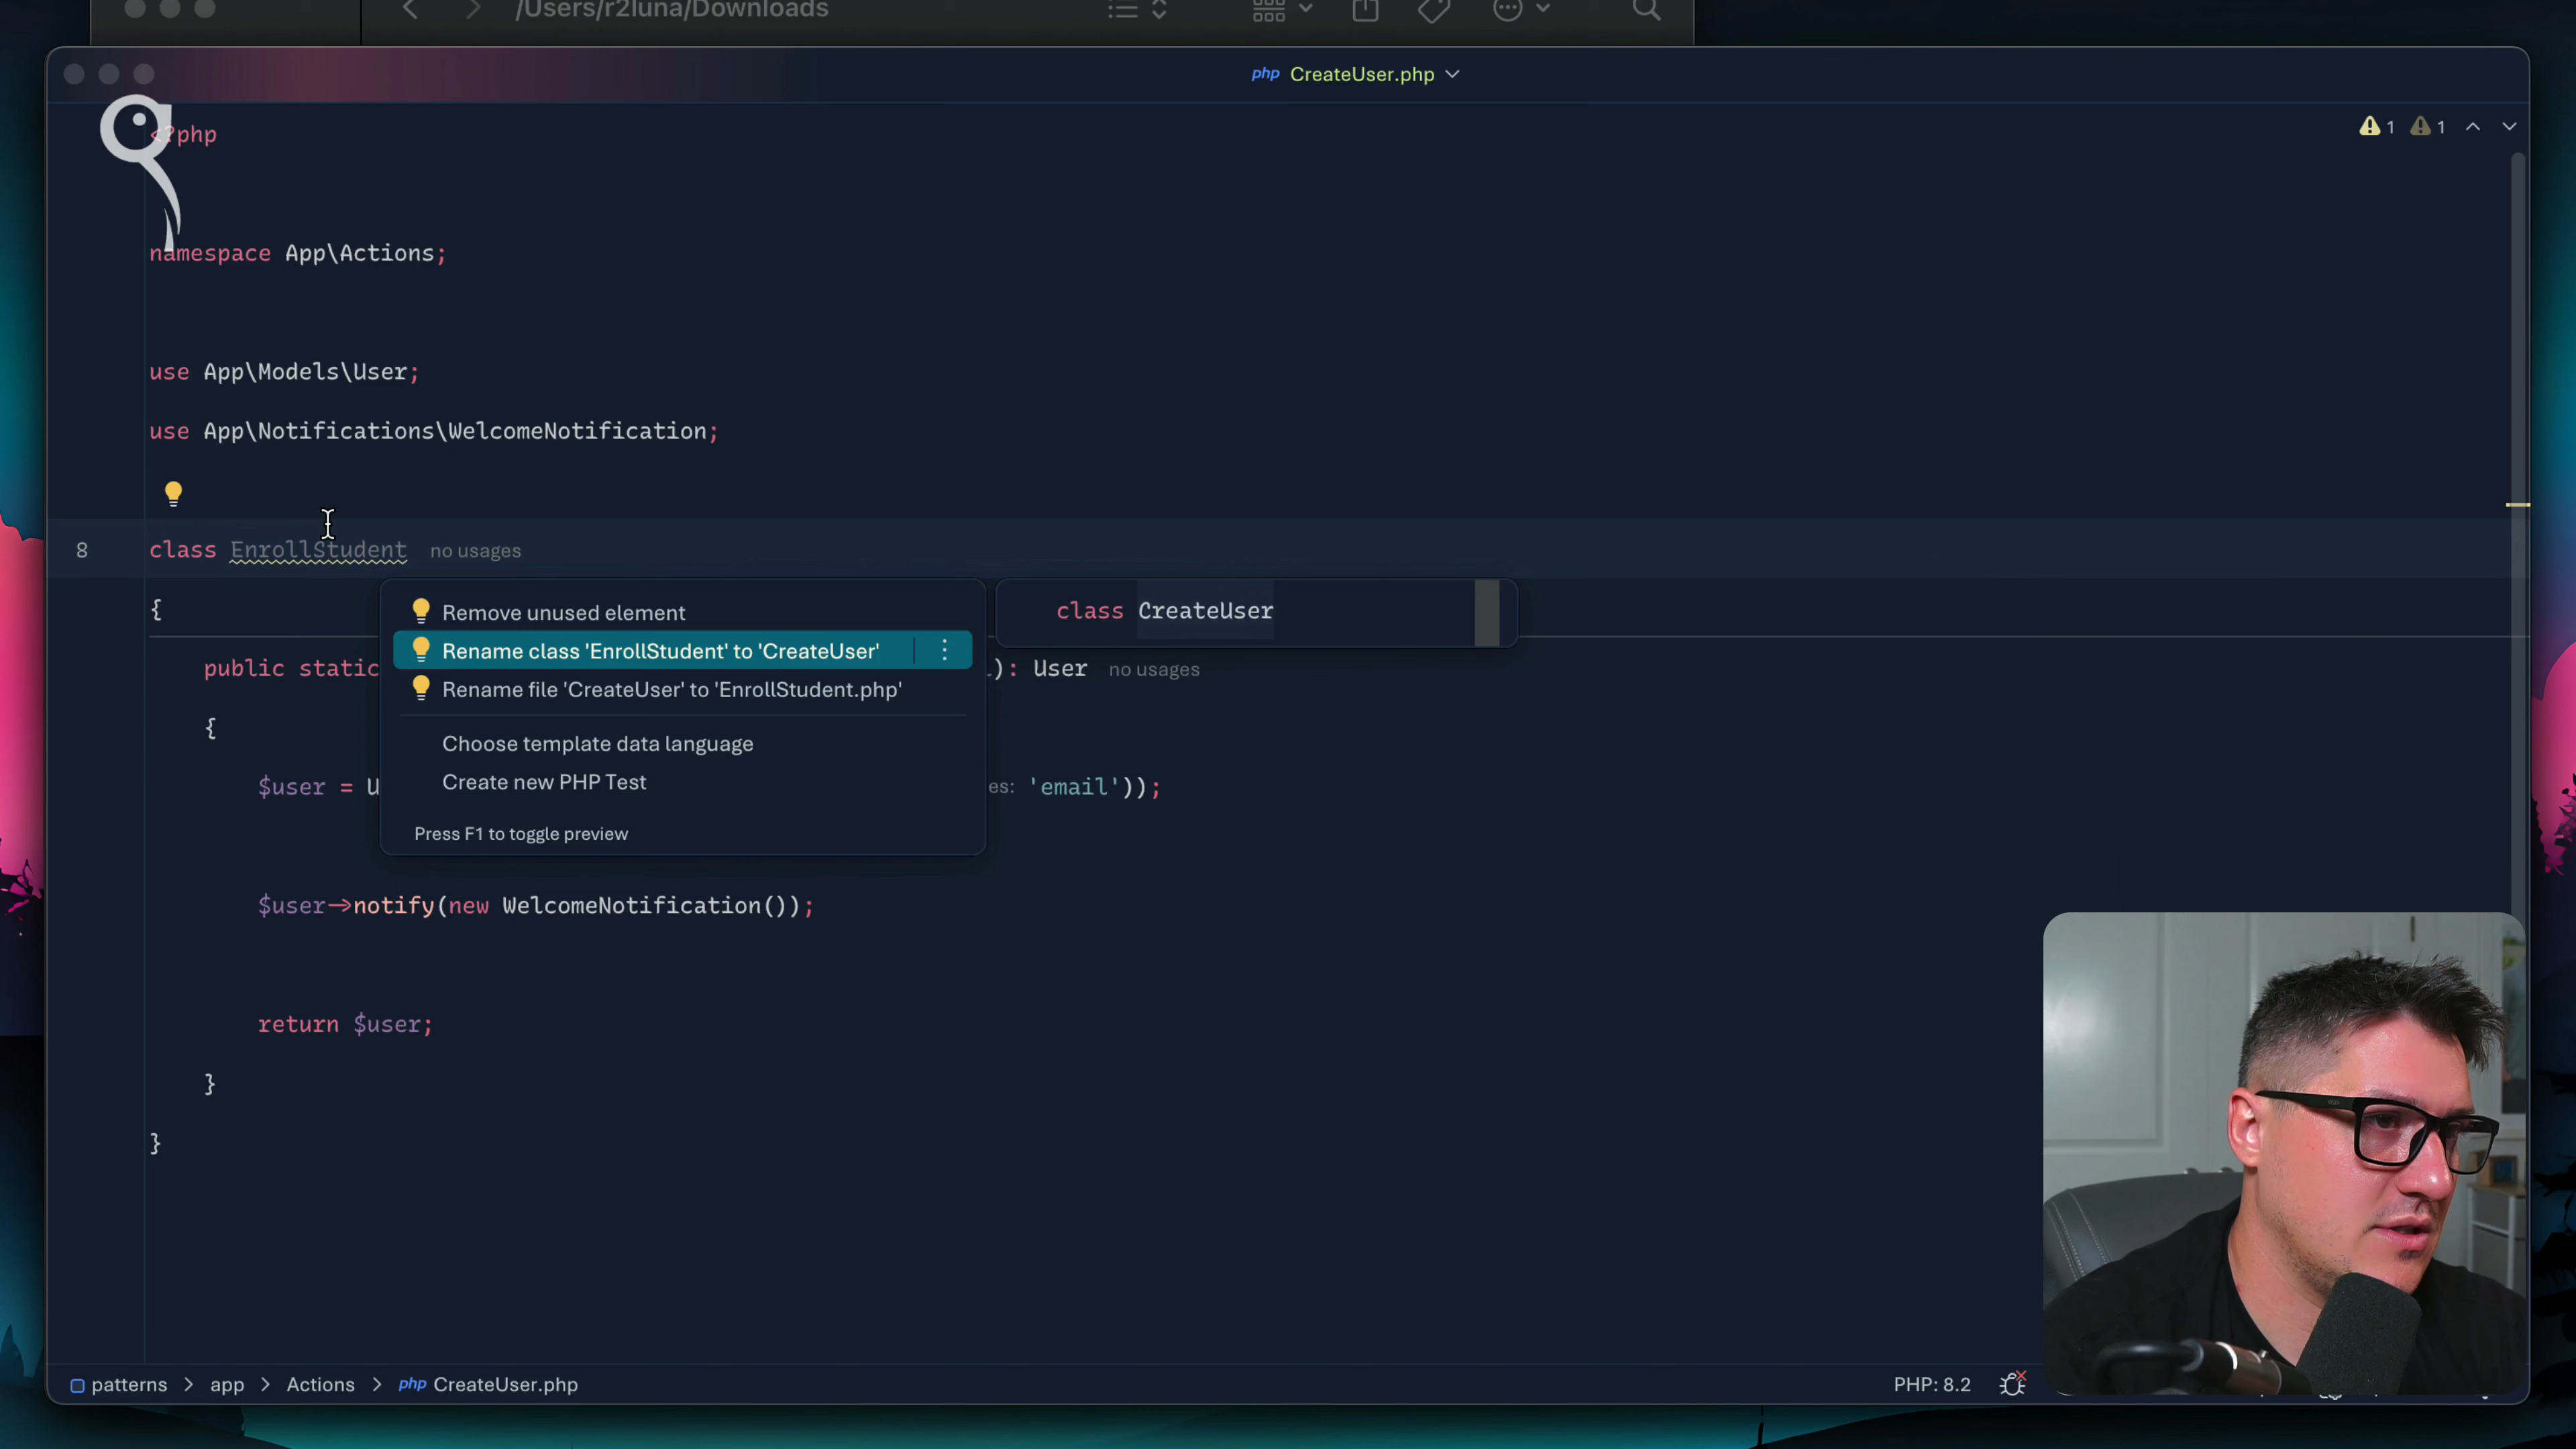 /Users/r2luna/Downloads
php CreateUser.php
<?php
1 1
namespace App\Actions;
use App\Models\User;
use App\Notifications\WelcomeNotification;
8 class EnrollStudent no usages
{
Remove unused element
class CreateUser
Rename class 'EnrollStudent' to 'CreateUser'
public static ): User no usages
Rename file 'CreateUser' to 'EnrollStudent.php'
{
Choose template data language
Create new PHP Test
$user = U es: 'email'));
Press F1 to toggle preview
$user->notify(new WelcomeNotification());
return $user;
}
}
patterns > app > Actions > php CreateUser.php
PHP: 8.2